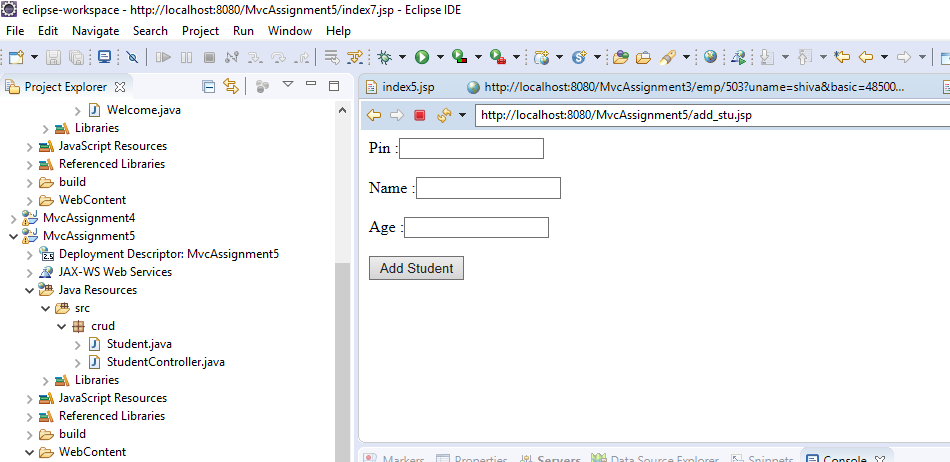 eclipse-workspace - http://localhost:8080/MvcAssignment5/index7.jsp - Eclipse IDE
File Edit Navigate Search Project Run Window Help
Project Explorer
Welcome.java
Libraries
JavaScript Resources
Referenced Libraries
build
WebContent
MvcAssignment4
MvcAssignment5
2.5 Deployment Descriptor: MvcAssignment5
JAX-WS Web Services
Java Resources
src
crud
Student.java
StudentController.java
Libraries
JavaScript Resources
Referenced Libraries
build
WebContent
index5.jsp http://localhost:8080/MvcAssignment3/emp/503?uname=shiva&basic=48500...
http://localhost:8080/MvcAssignment5/add_stu.jsp
Pin :
Name :
Age :
Add Student
Markers Properties Servers Data Source Explorer Snippets Console